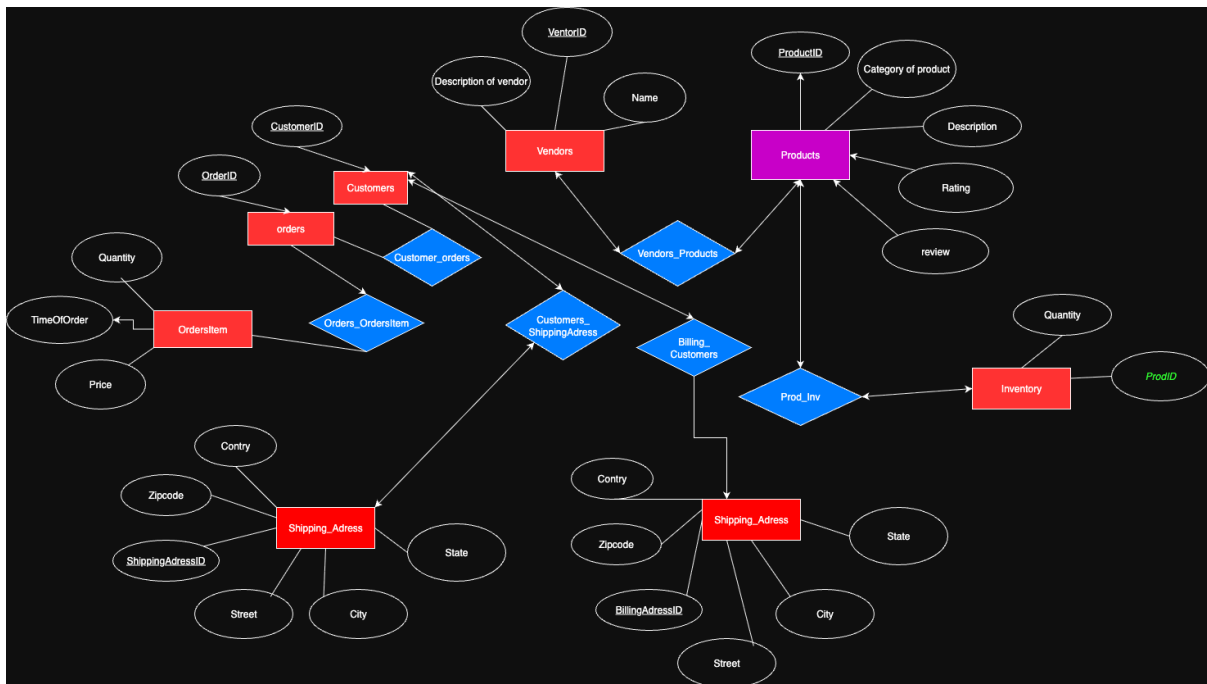 VentorID
ProductID
Category of product
Description of vendor
Name
CustomerID
Description
Vendors
Products
OrderID
Customers
Rating
orders
Customer_orders
Vendors_Products
review
Quantity
TimeOfOrder
OrdersItem
Orders_OrdersItem
Customers_
ShippingAdress
Billing_
Customers
Quantity
Price
Prod_Inv
Inventory
ProdID
Contry
Zipcode
Shipping_Adress
ShippingAdressID
State
Street
City
Contry
Shipping_Adress
Zipcode
State
BillingAdressID
City
Street